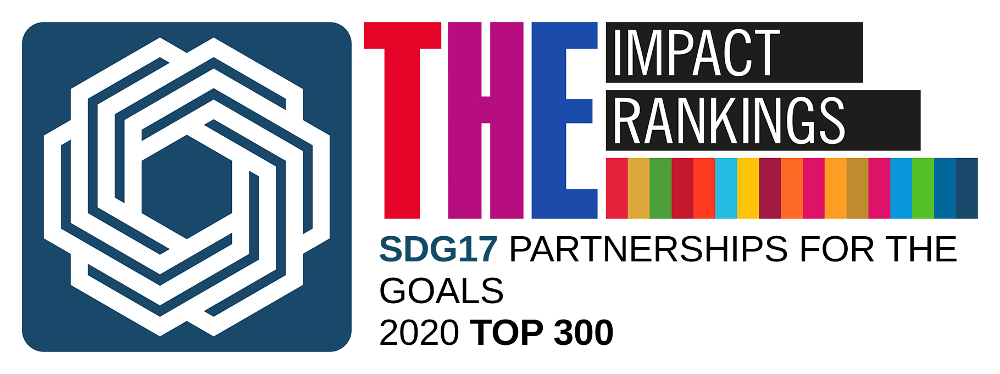 THE IMPACT
RANKINGS
SDG17 PARTNERSHIPS FOR THE
GOALS
2020 TOP 300